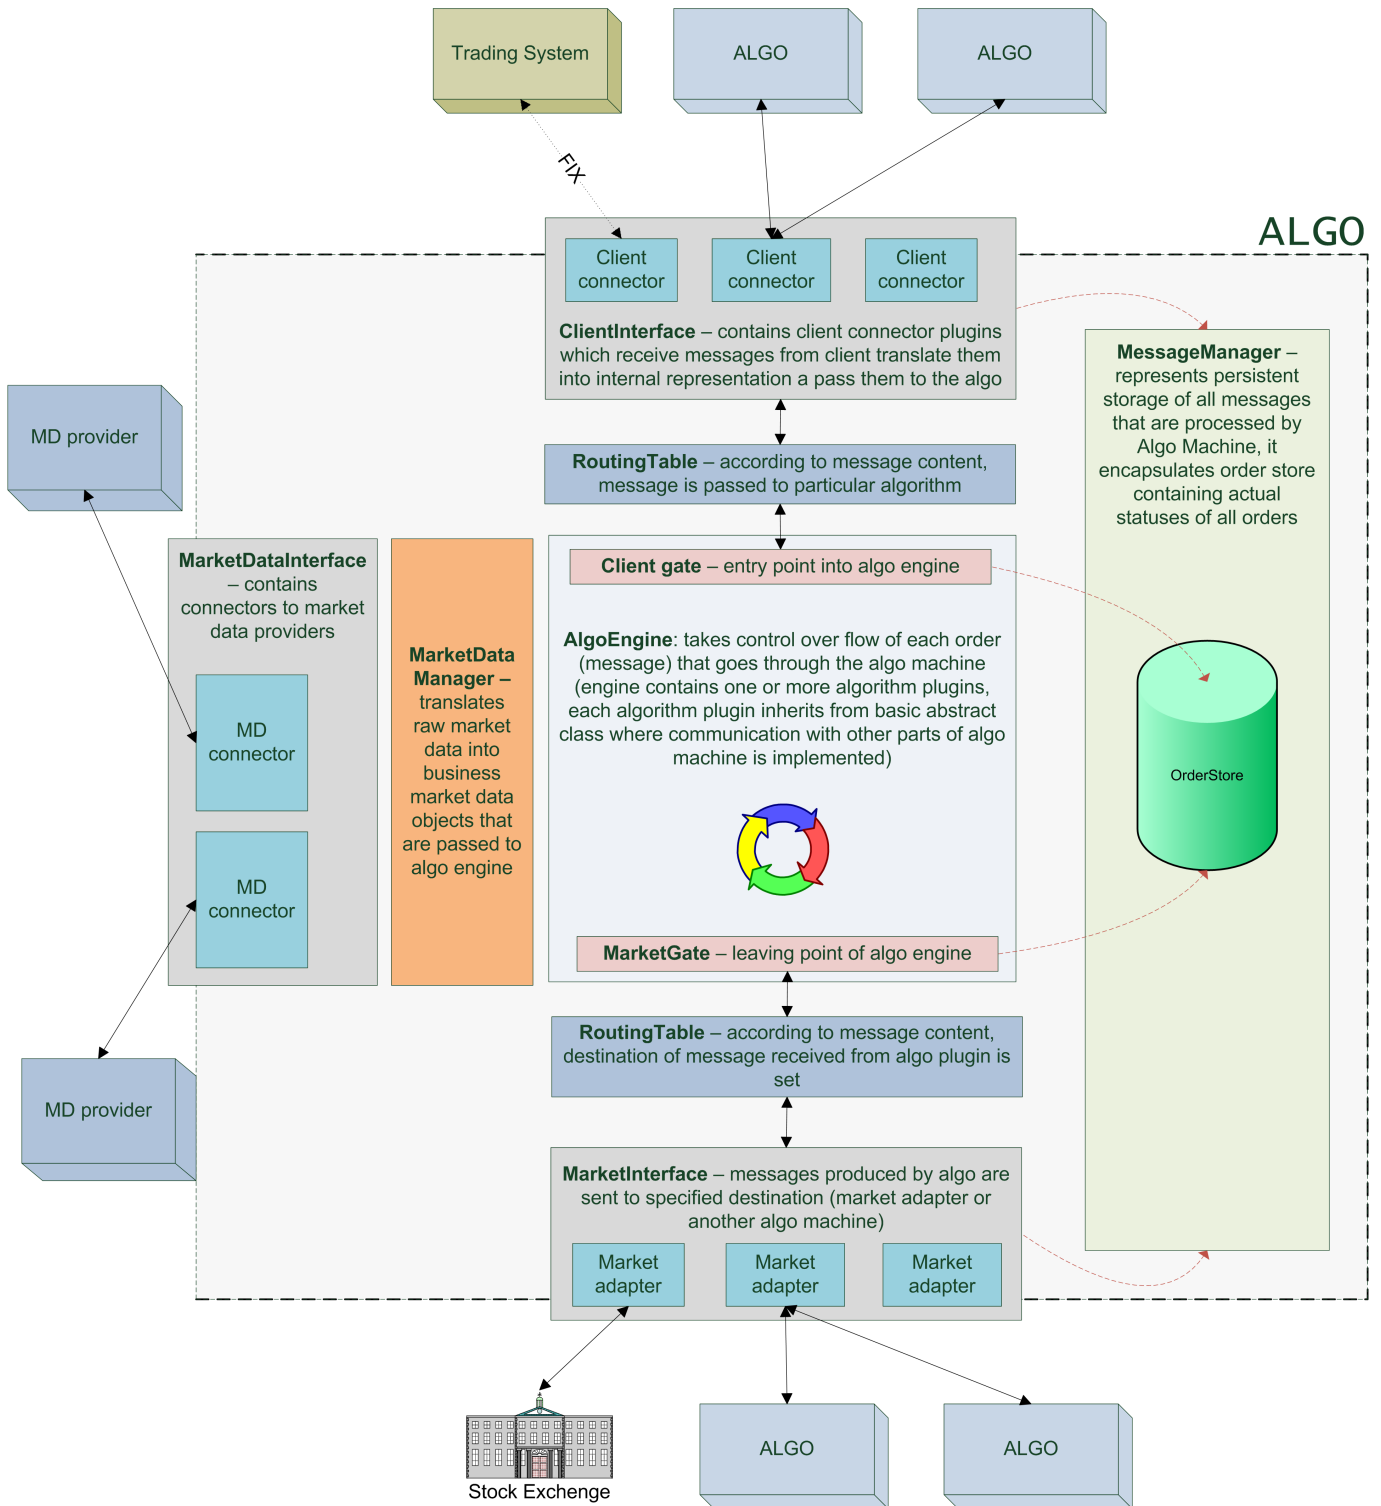 Trading System
ALGO
ALGO
FIX
ALGO
Client
connector
Client
connector
Client
connector
ClientInterface – contains client connector plugins
which receive messages from client translate them
into internal representation a pass them to the algo
MessageManager –
represents persistent
storage of all messages
that are processed by
Algo Machine, it
encapsulates order store
containing actual
statuses of all orders
MD provider
RoutingTable – according to message content,
message is passed to particular algorithm
MarketDataInterface
– contains
connectors to market
data providers
MD
connector
MD
connector
MarketData
Manager –
translates
raw market
data into
business
market data
objects that
are passed to
algo engine
Client gate – entry point into algo engine
AlgoEngine: takes control over flow of each order
(message) that goes through the algo machine
(engine contains one or more algorithm plugins,
each algorithm plugin inherits from basic abstract
class where communication with other parts of algo
machine is implemented)
OrderStore
MarketGate – leaving point of algo engine
RoutingTable – according to message content,
destination of message received from algo plugin is
set
MD provider
MarketInterface – messages produced by algo are
sent to specified destination (market adapter or
another algo machine)
Market
adapter
Market
adapter
Market
adapter
Stock Exchange
ALGO
ALGO